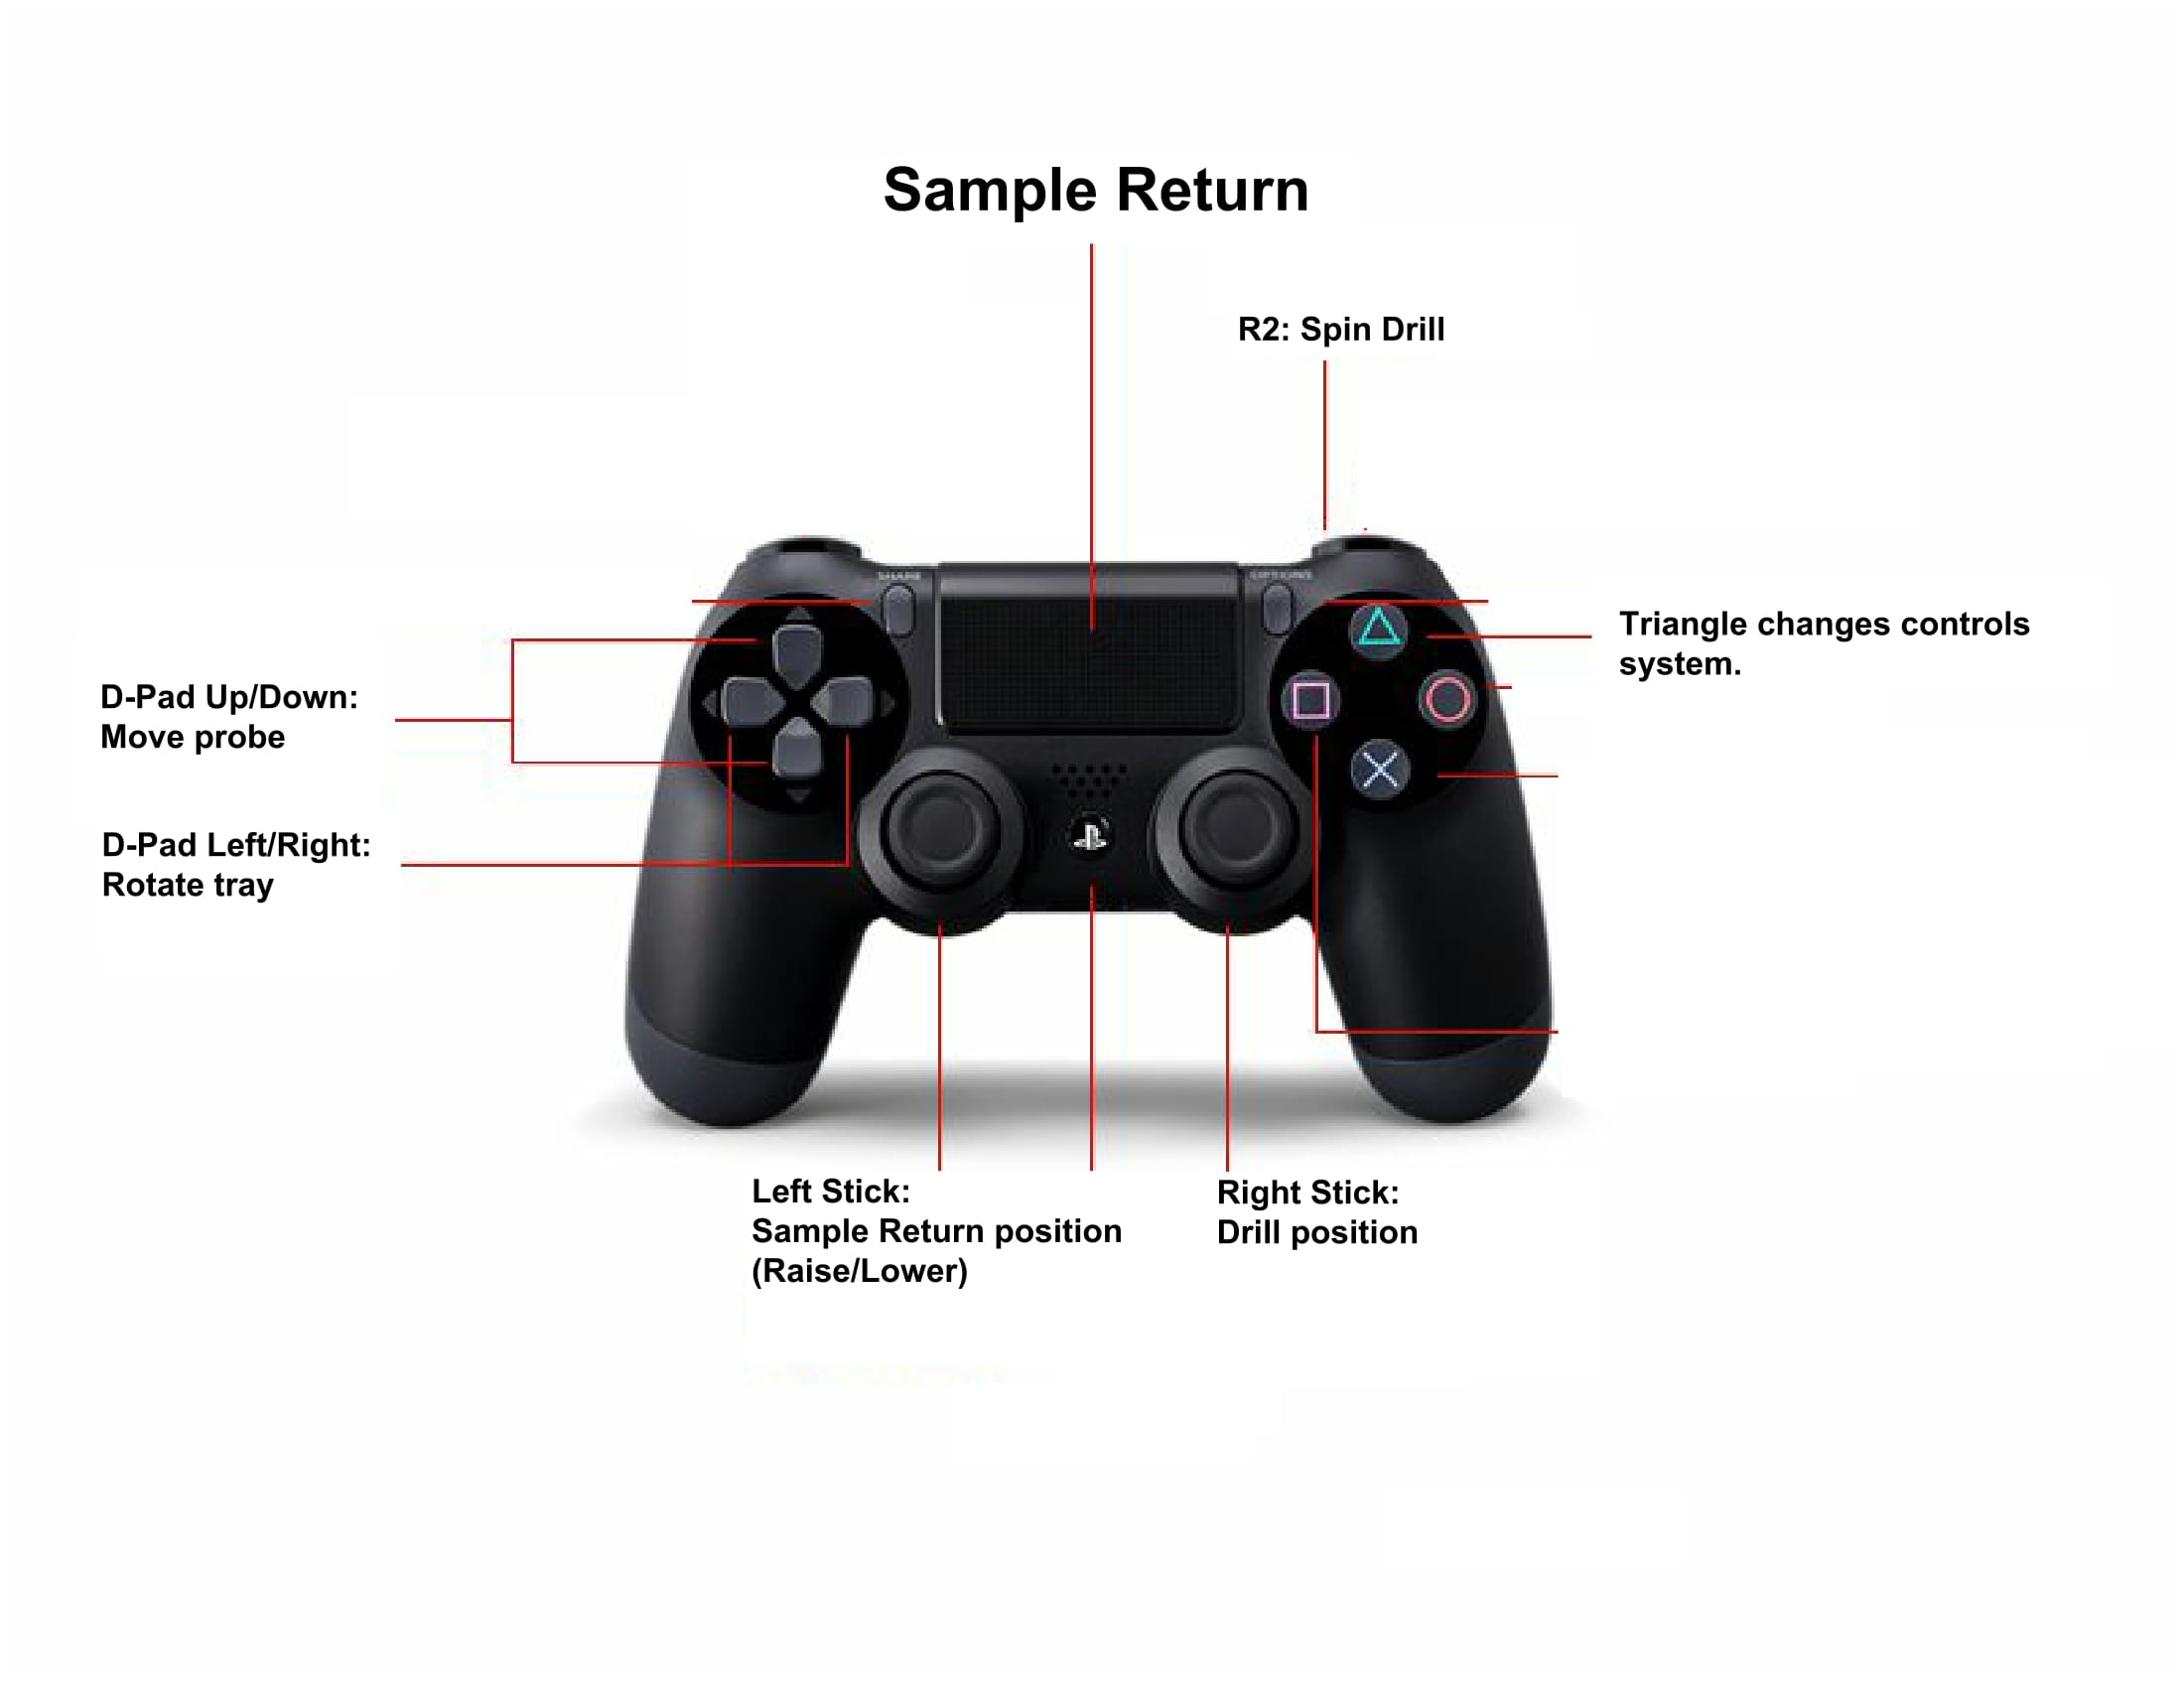 Sample Return
R2: Spin Drill
SHARE
OPTIONS
Triangle changes controls
system.
D-Pad Up/Down:
Move probe
D-Pad Left/Right:
Rotate tray
Left Stick:
Sample Return position
(Raise/Lower)
Right Stick:
Drill position